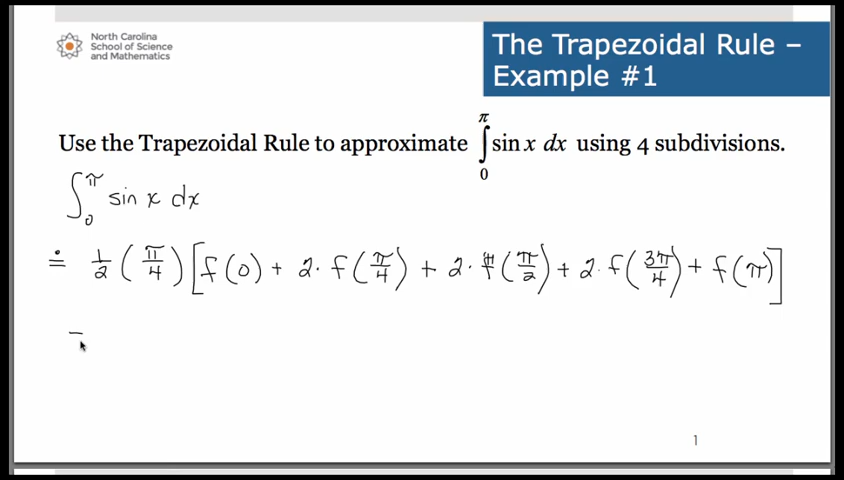 North Carolina
School of Science
and Mathematics
The Trapezoidal Rule –
Example #1
Use the Trapezoidal Rule to approximate ∫₀^π sin x dx using 4 subdivisions.
∫₀^π sin x dx
≐ 1/2 (π/4) [f(0) + 2·f(π/4) + 2·f(π/2) + 2·f(3π/4) + f(π)]
1